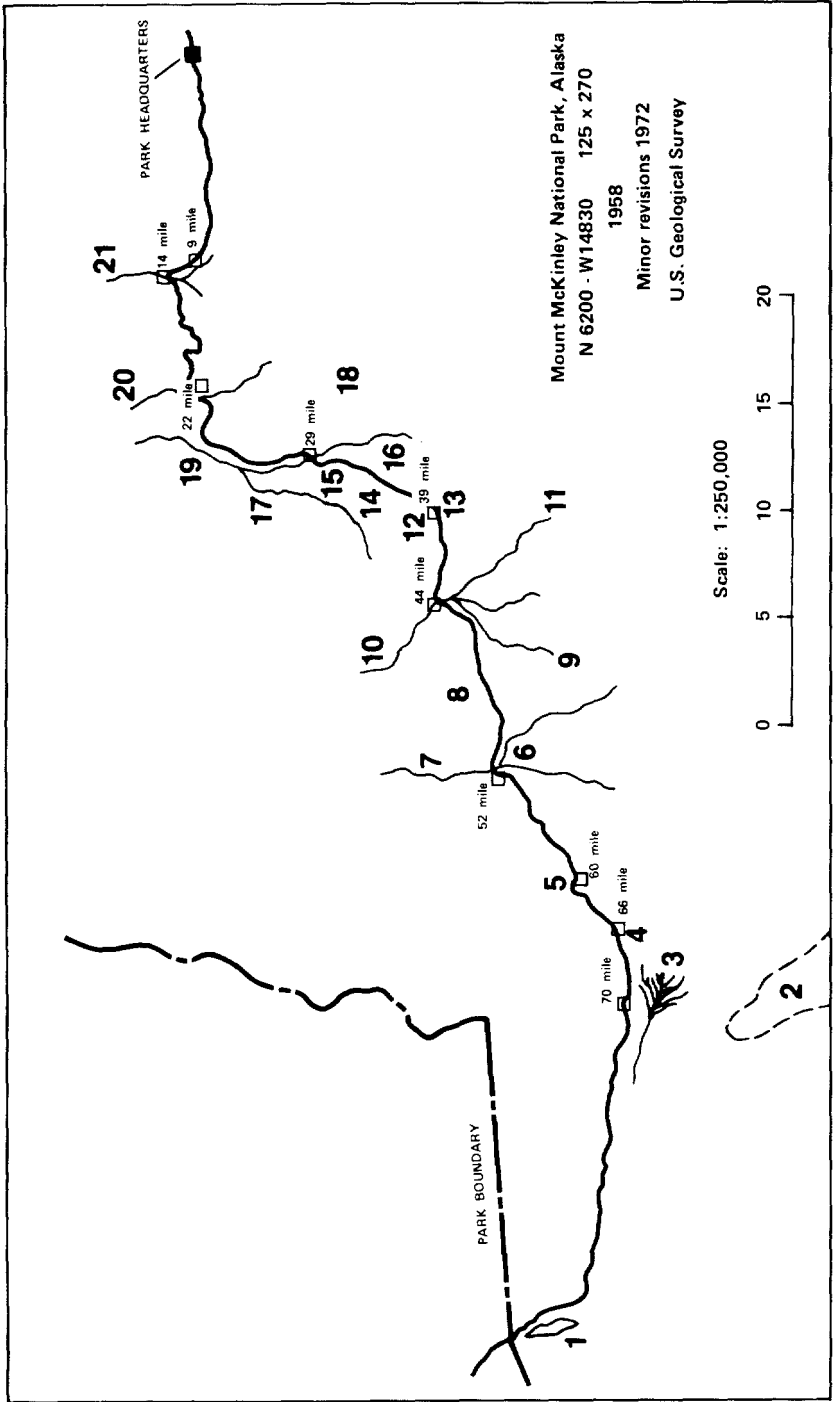 PARK HEADQUARTERS
21
14 mile
9 mile
20
22 mile
19
18
29 mile
17
15
16
14
39 mile
12
13
44 mile
11
10
9
8
7
6
52 mile
5
60 mile
66 mile
4
70 mile
3
2
PARK BOUNDARY
1
Mount McKinley National Park, Alaska
N 6200 - W14830 125 x 270
1958
Minor revisions 1972
U.S. Geological Survey
Scale: 1:250,000
0 5 10 15 20